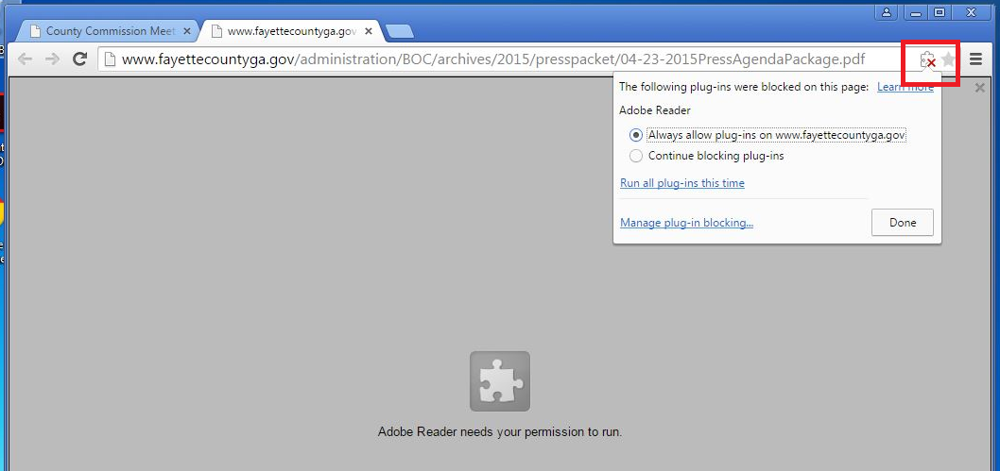 County Commission Meet
www.fayettecountyga.gov
www.fayettecountyga.gov/administration/BOC/archives/2015/presspacket/04-23-2015PressAgendaPackage.pdf
The following plug-ins were blocked on this page: Learn more
Adobe Reader
Always allow plug-ins on www.fayettecountyga.gov
Continue blocking plug-ins
Run all plug-ins this time
Manage plug-in blocking...
Done
Adobe Reader needs your permission to run.